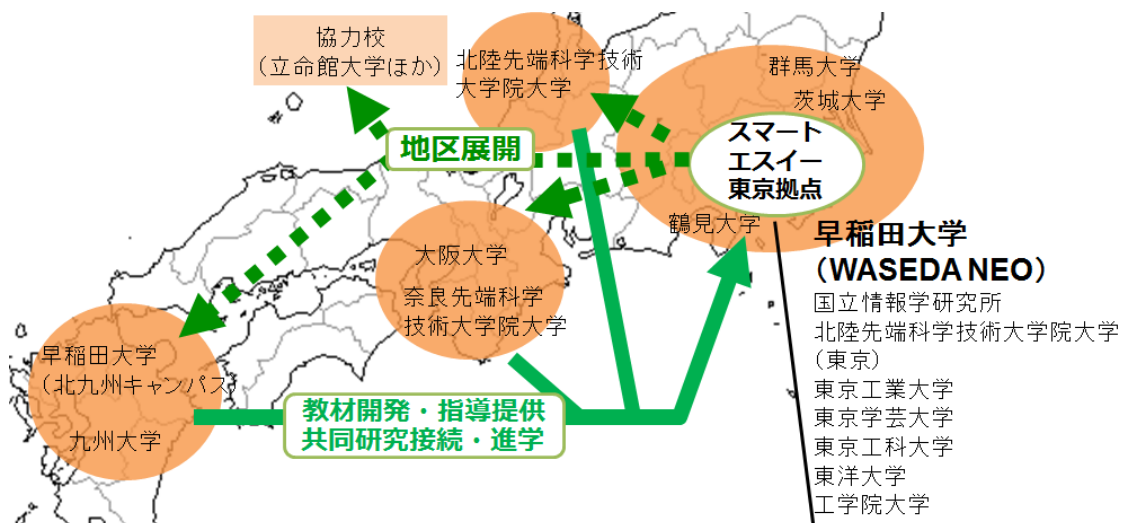 協力校
（立命館大学ほか）
北陸先端科学技術
大学院大学
群馬大学
茨城大学
スマート
エスイー
東京拠点
地区展開
鶴見大学
早稲田大学
（WASEDA NEO）
国立情報学研究所
北陸先端科学技術大学院大学
（東京）
東京工業大学
東京学芸大学
東京工科大学
東洋大学
工学院大学
大阪大学
奈良先端科学
技術大学院大学
早稲田大学
（北九州キャンパス）
九州大学
教材開発・指導提供
共同研究接続・進学